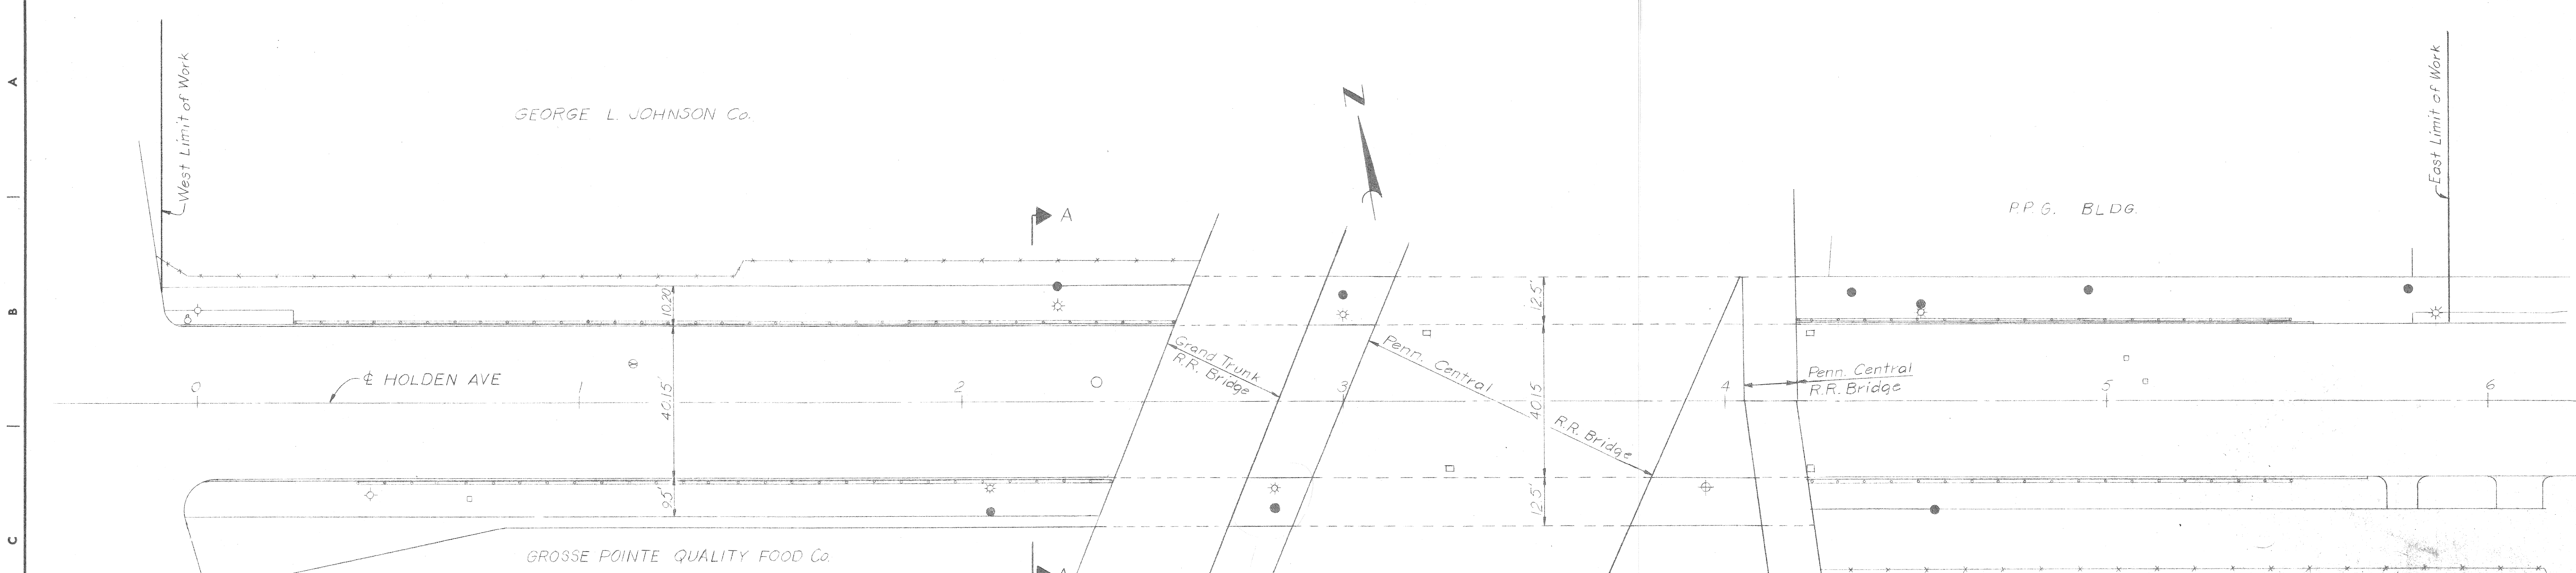 A
B
C
West Limit of Work
GEORGE L. JOHNSON Co.
N
A
P.P.G. BLDG.
East Limit of Work
10.20'
12.5'
Grand Trunk
R.R. Bridge
Penn. Central
R.R. Bridge
Penn. Central
R.R. Bridge
℄ HOLDEN AVE
0
1
2
3
4
5
6
40.15'
40.15
9.5'
12.5'
GROSSE POINTE QUALITY FOOD Co.
A